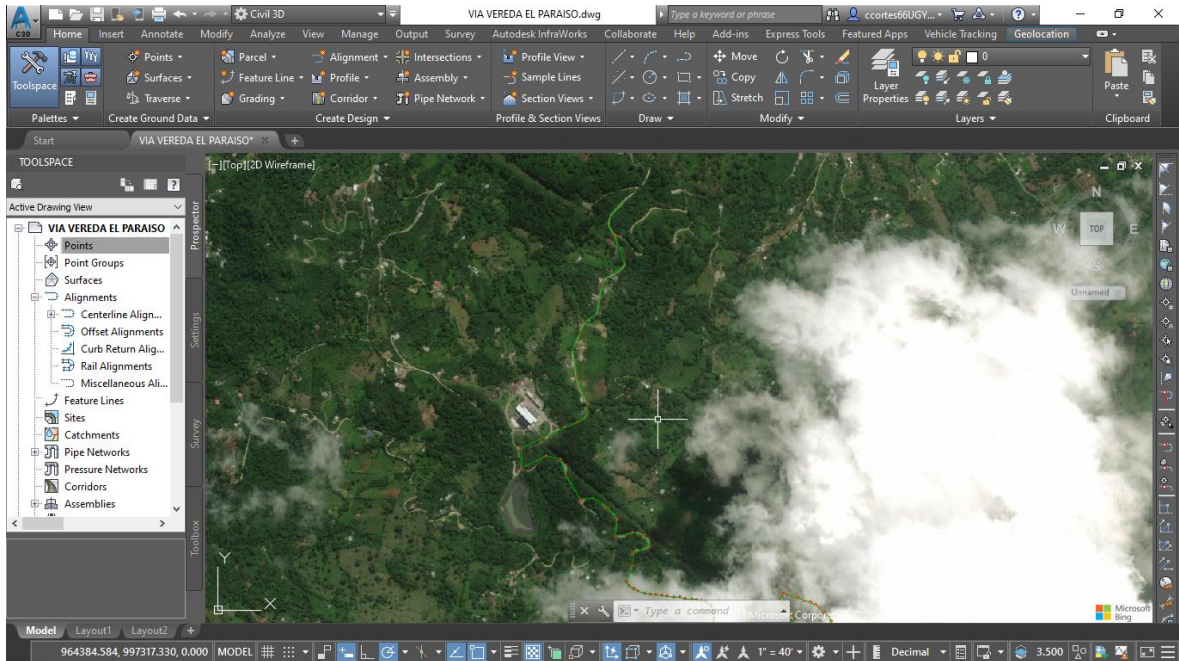 C3D
Civil 3D
VIA VEREDA EL PARAISO.dwg
Type a keyword or phrase
ccortes66UGY...
Home Insert Annotate Modify Analyze View Manage Output Survey Autodesk InfraWorks Collaborate Help Add-ins Express Tools Featured Apps Vehicle Tracking Geolocation
Toolspace
Points
Surfaces
Traverse
Parcel
Feature Line
Grading
Alignment
Profile
Corridor
Intersections
Assembly
Pipe Network
Profile View
Sample Lines
Section Views
Move
Copy
Stretch
Layer
Properties
0
Paste
Palettes Create Ground Data Create Design Profile & Section Views Draw Modify Layers Clipboard
Start VIA VEREDA EL PARAISO*
TOOLSPACE
Active Drawing View
VIA VEREDA EL PARAISO
Points
Point Groups
Surfaces
Alignments
Centerline Align...
Offset Alignments
Curb Return Alig...
Rail Alignments
Miscellaneous Ali...
Feature Lines
Sites
Catchments
Pipe Networks
Pressure Networks
Corridors
Assemblies
Prospector
Settings
Survey
Toolbox
[-][Top][2D Wireframe]
N
W TOP E
S
Unnamed
Y
X
Type a command
Microsoft
Bing
Model Layout1 Layout2 +
964384.584, 997317.330, 0.000 MODEL 1" = 40' Decimal 3.500